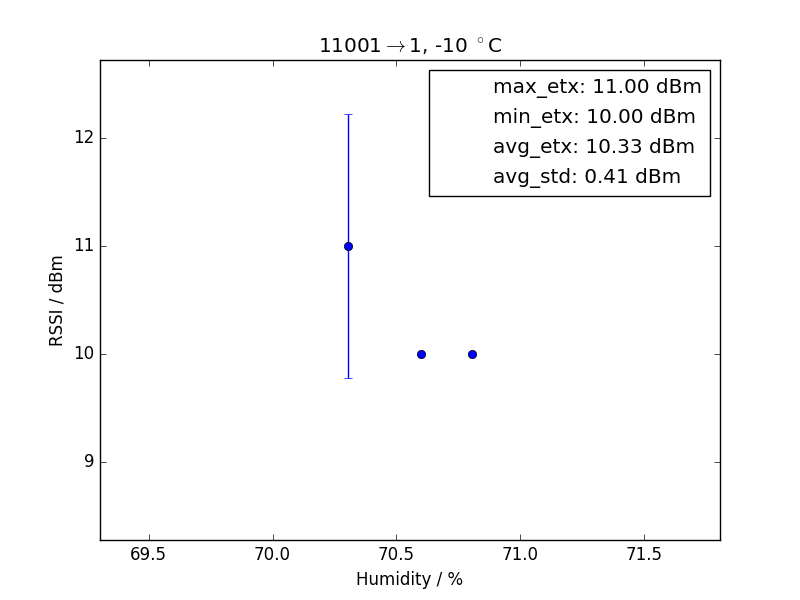 11001→1, -10 °C
max_etx: 11.00 dBm
min_etx: 10.00 dBm
avg_etx: 10.33 dBm
avg_std: 0.41 dBm
12
11
10
9
RSSI / dBm
69.5 70.0 70.5 71.0 71.5
Humidity / %